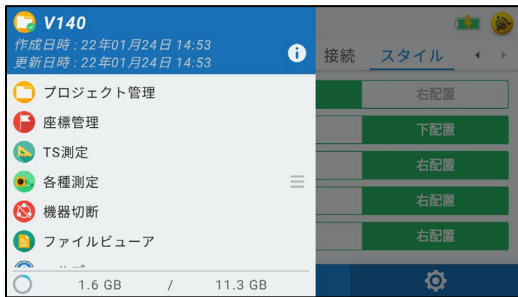 V140
作成日時 : 22年01月24日 14:53
更新日時 : 22年01月24日 14:53
接続 スタイル
プロジェクト管理
右配置
座標管理
下配置
TS測定
右配置
各種測定
右配置
機器切断
右配置
ファイルビューア
1.6 GB / 11.3 GB